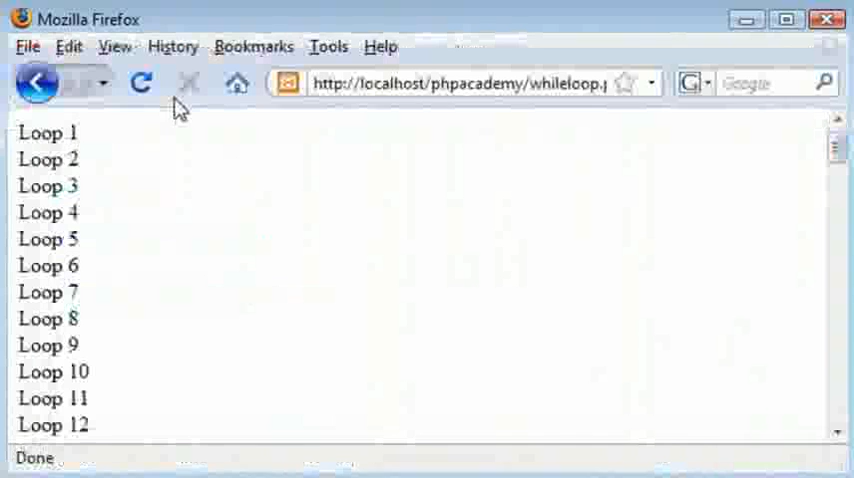 Mozilla Firefox
File Edit View History Bookmarks Tools Help
http://localhost/phpacademy/whileloop.p Google
Loop 1
Loop 2
Loop 3
Loop 4
Loop 5
Loop 6
Loop 7
Loop 8
Loop 9
Loop 10
Loop 11
Loop 12
Done